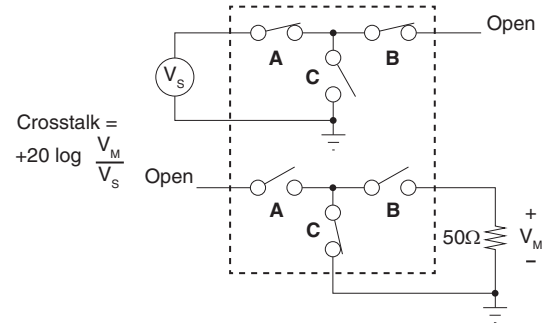 Open
A
B
V_S
C
Crosstalk =
+20 log V_M
V_S
Open
A
B
C
50Ω
+
V_M
–